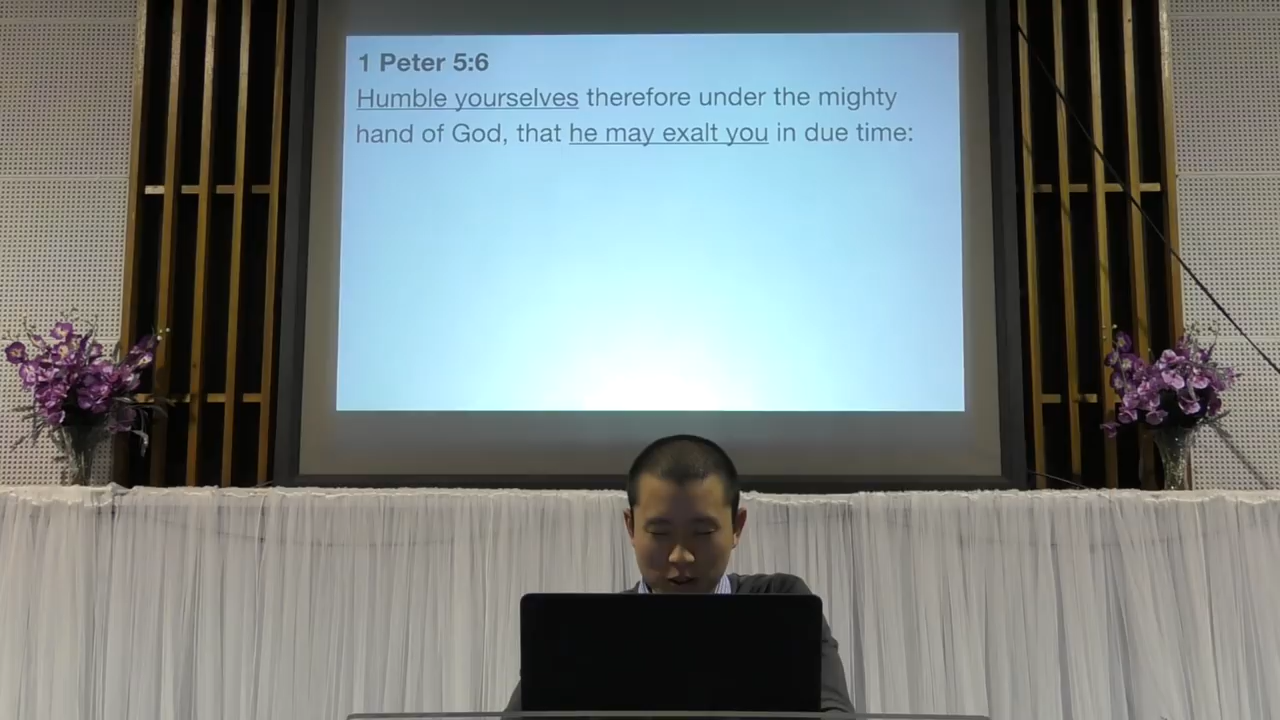 1 Peter 5:6
Humble yourselves therefore under the mighty
hand of God, that he may exalt you in due time: